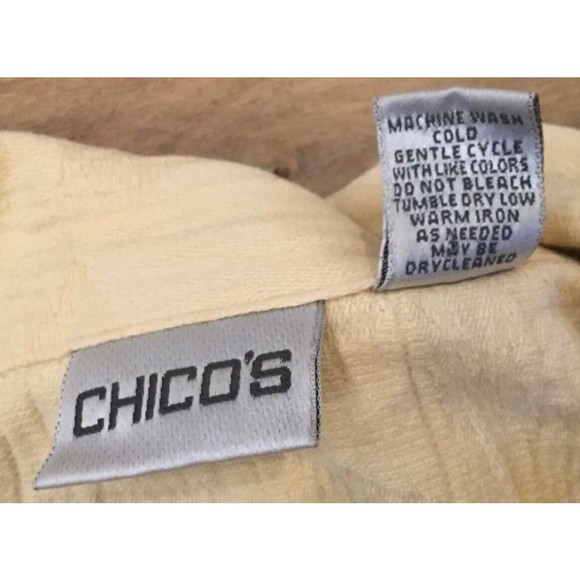 MACHINE WASH
COLD
GENTLE CYCLE
WITH LIKE COLORS
DO NOT BLEACH
TUMBLE DRY LOW
WARM IRON
AS NEEDED
MAY BE
DRYCLEANED
CHICO'S